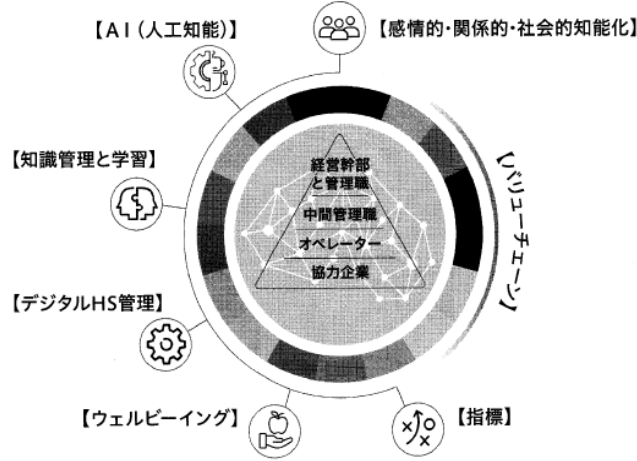 【AI（人工知能）】
【感情的・関係的・社会的知能化】
【知識管理と学習】
経営幹部
と管理職
中間管理職
オペレーター
協力企業
【バリューチェーン】
【デジタルHS管理】
【ウェルビーイング】
【指標】